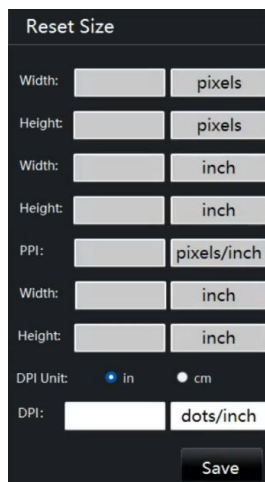 Reset Size
Width: pixels
Height: pixels
Width: inch
Height: inch
PPI: pixels/inch
Width: inch
Height: inch
DPI Unit: in cm
DPI: dots/inch
Save